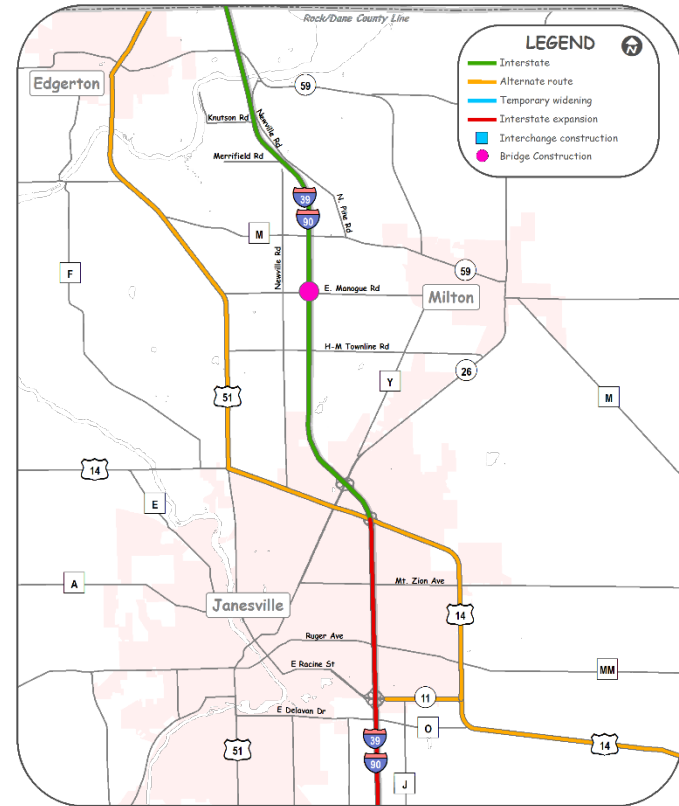 Rock/Dane County Line
LEGEND
N
Interstate
Alternate route
Temporary widening
Interstate expansion
Interchange construction
Bridge Construction
Edgerton
59
Knutson Rd
Newville Rd
Merrifield Rd
39
90
N. Pine Rd
M
Newville Rd
59
F
E. Manogue Rd
Milton
H-M Townline Rd
26
Y
51
M
14
E
A
Mt. Zion Ave
Janesville
14
Ruger Ave
E Racine St
MM
11
E Delavan Dr
O
51
39
14
90
J